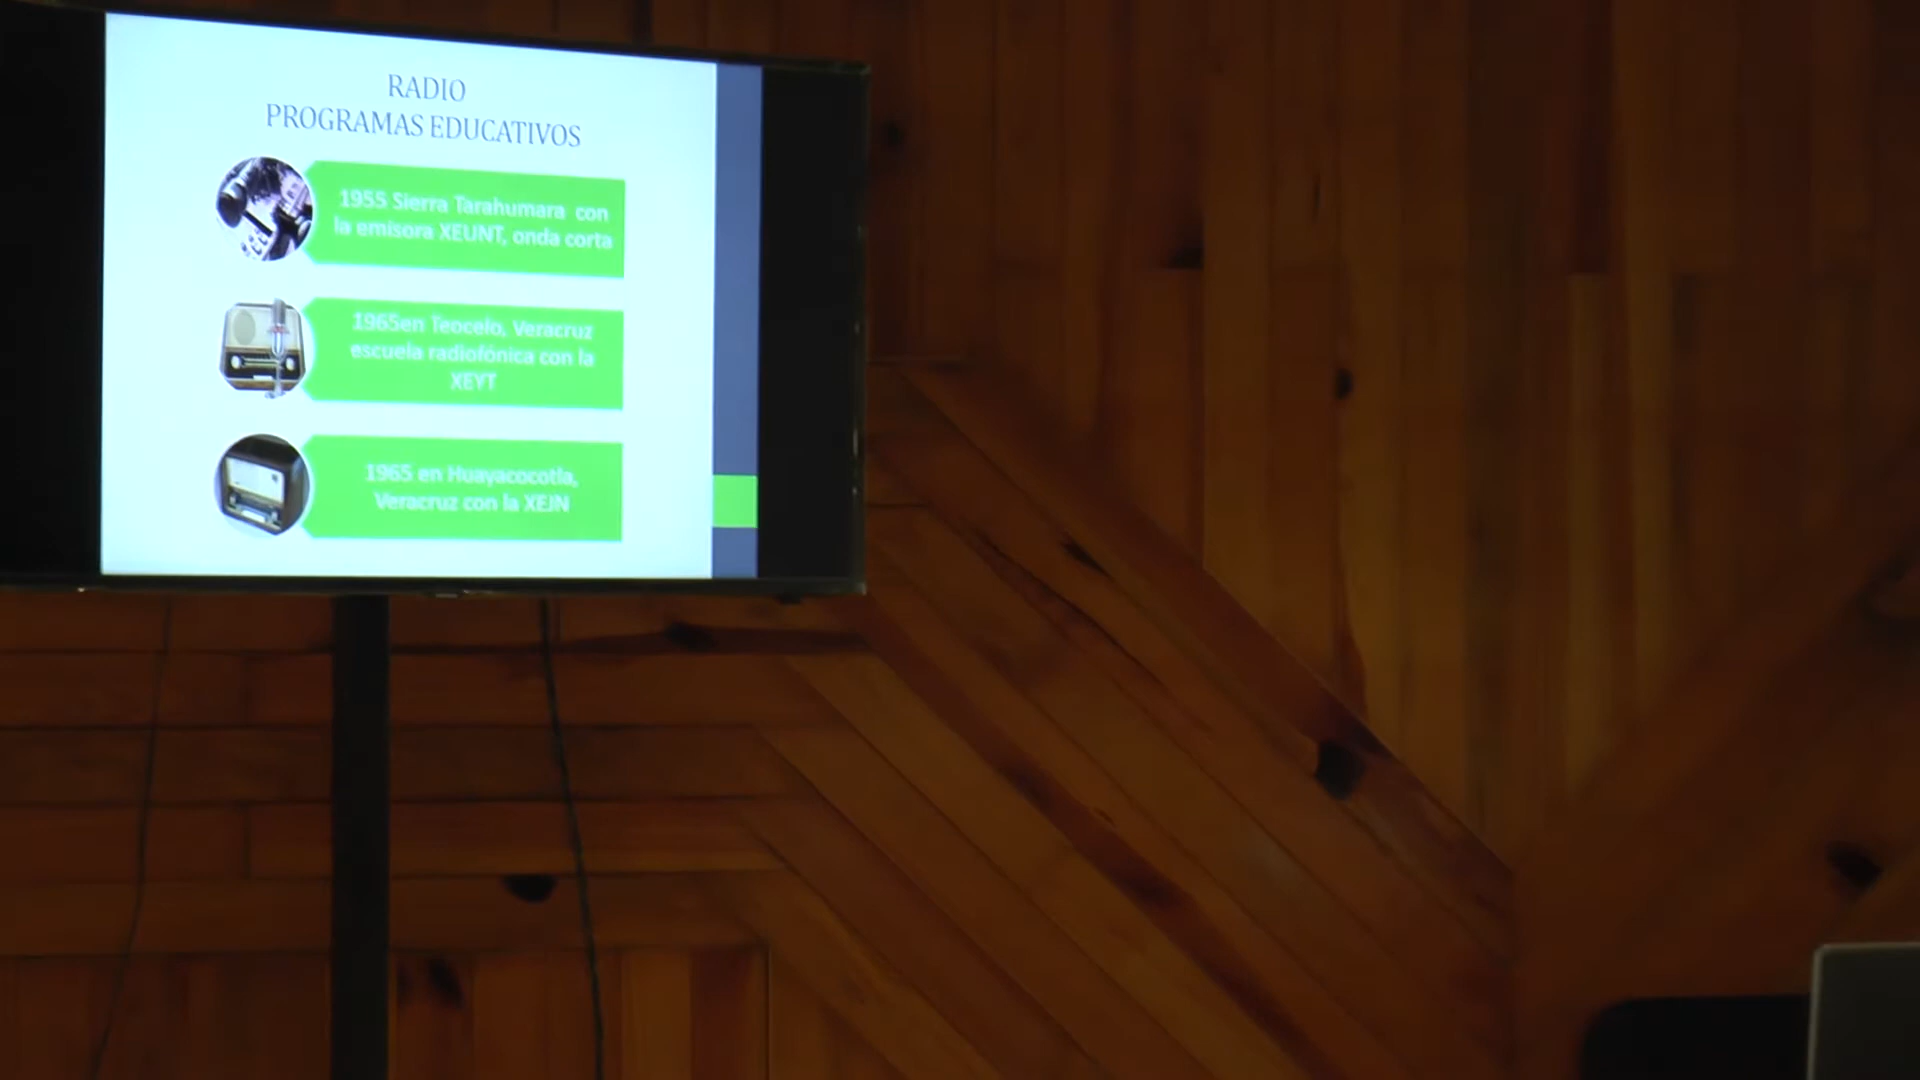 RADIO
PROGRAMAS EDUCATIVOS
1955 Sierra Tarahumara con
la emisora XEUNT, onda corta
1965en Teocelo, Veracruz
escuela radiofónica con la
XEYT
1965 en Huayacocotla,
Veracruz con la XEJN